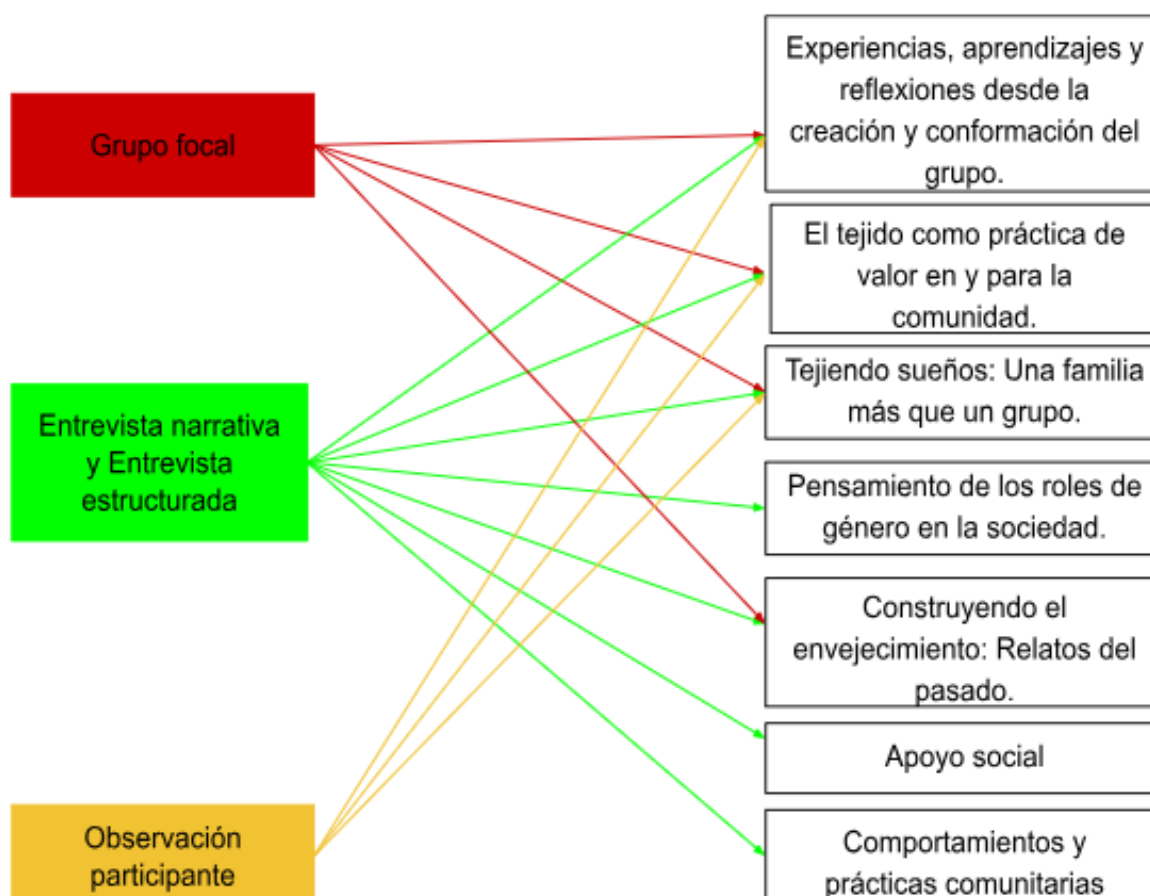 Grupo focal
Entrevista narrativa
y Entrevista
estructurada
Observación
participante
Experiencias, aprendizajes y
reflexiones desde la
creación y conformación del
grupo.
El tejido como práctica de
valor en y para la
comunidad.
Tejiendo sueños: Una familia
más que un grupo.
Pensamiento de los roles de
género en la sociedad.
Construyendo el
envejecimiento: Relatos del
pasado.
Apoyo social
Comportamientos y
prácticas comunitarias